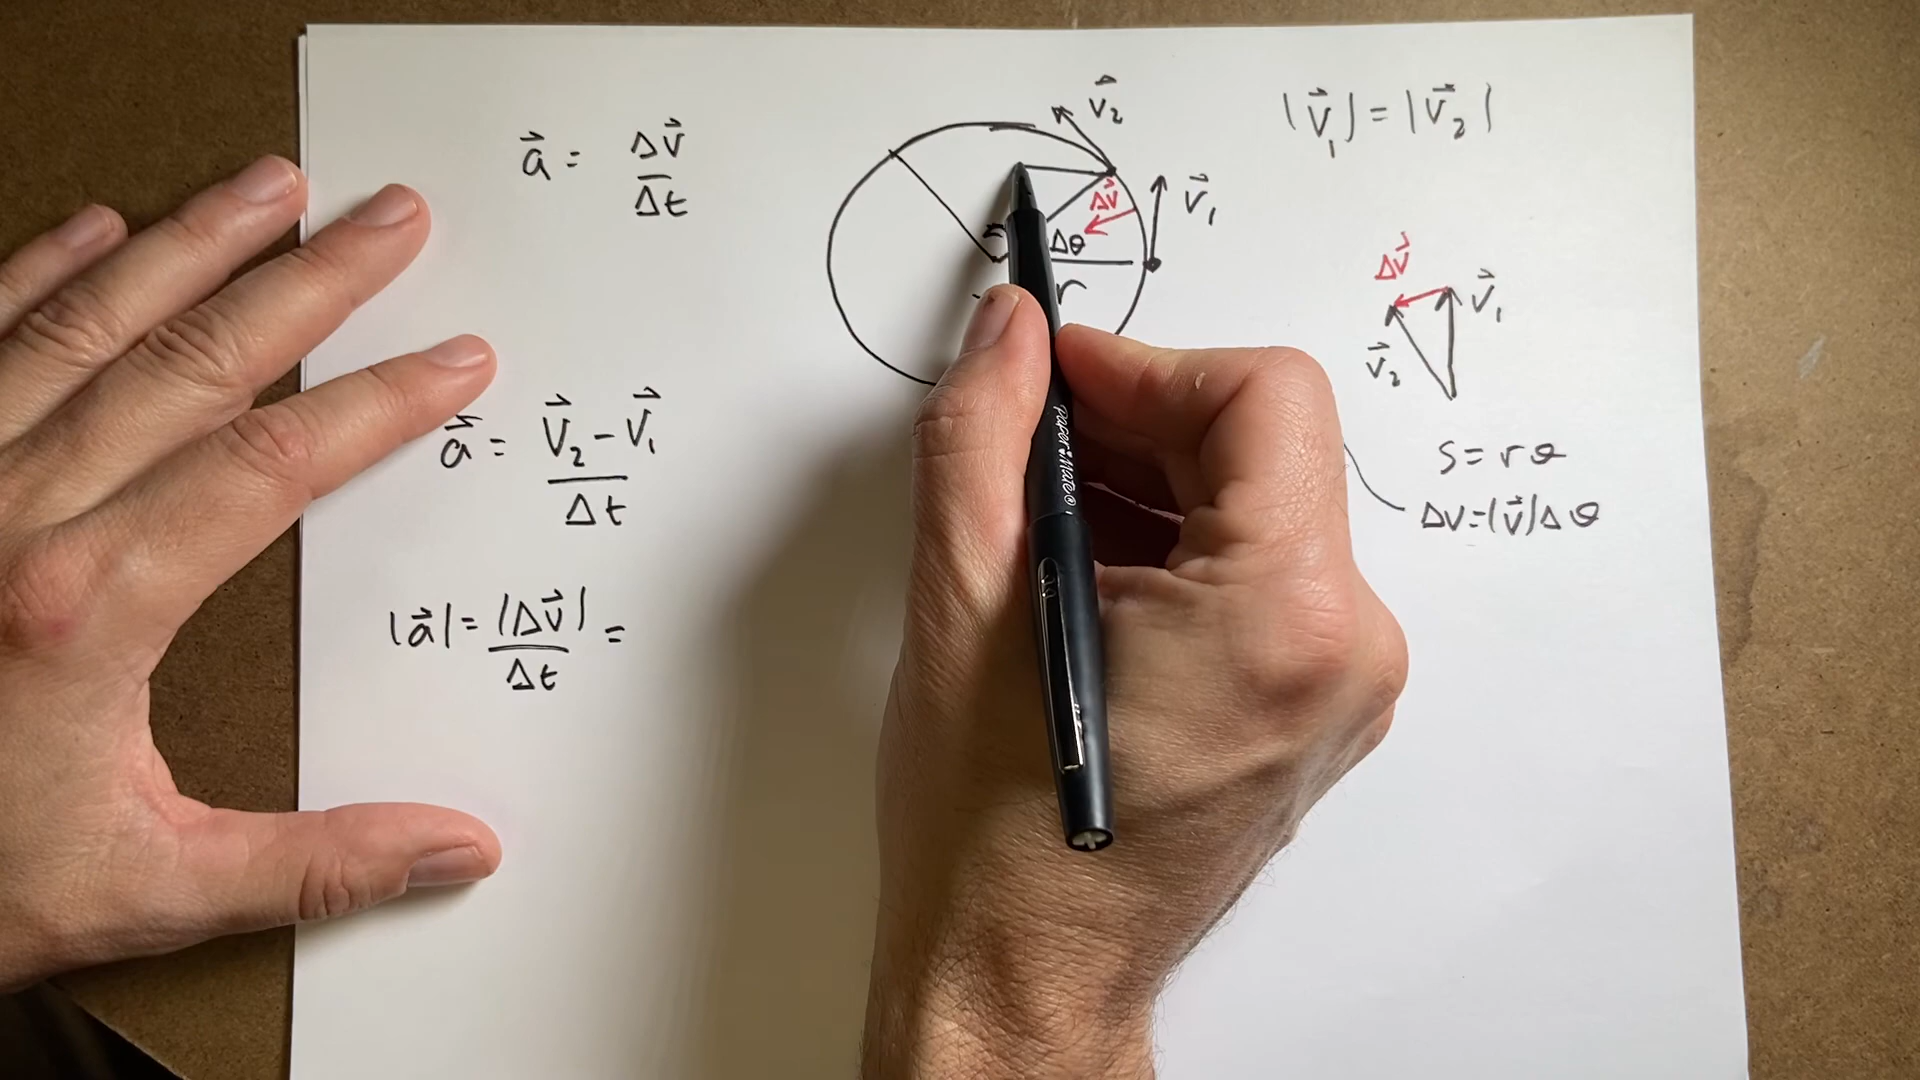 a⃗ = Δv⃗ / Δt
v⃗₂
|v⃗₁| = |v⃗₂|
v⃗₁
Δv⃗
Δθ
r
Δv⃗
v⃗₁
v⃗₂
a⃗ = (v⃗₂ - v⃗₁) / Δt
s = rθ
Δv = |v⃗|Δθ
|a⃗| = |Δv⃗| / Δt =
Paper:Mate®